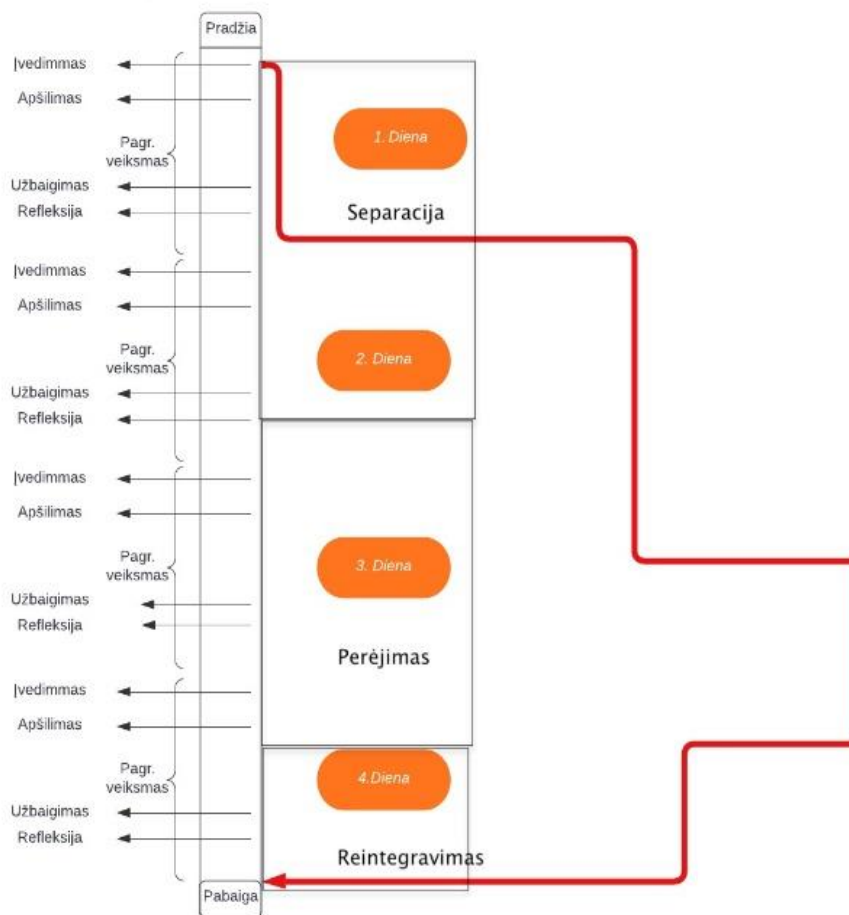 Pradžia
Įvedimmas
Apšilimas
1. Diena
Pagr.
veiksmas
Užbaigimas
Refleksija
Separacija
Įvedimmas
Apšilimas
2. Diena
Pagr.
veiksmas
Užbaigimas
Refleksija
Įvedimmas
Apšilimas
3. Diena
Pagr.
veiksmas
Užbaigimas
Refleksija
Perėjimas
Įvedimmas
Apšilimas
4.Diena
Pagr.
veiksmas
Užbaigimas
Refleksija
Reintegravimas
Pabaiga